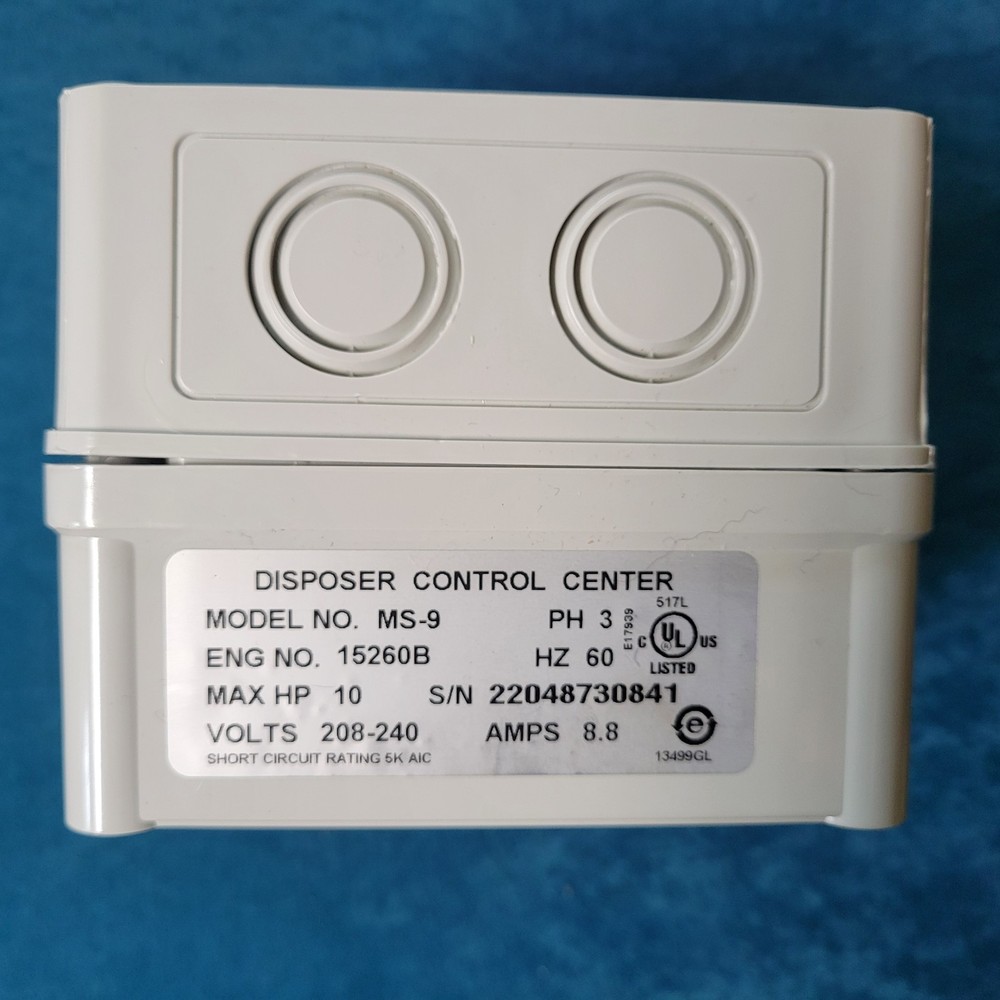 DISPOSER CONTROL CENTER
MODEL NO. MS-9 PH 3
ENG NO. 15260B HZ 60
MAX HP 10 S/N 22048730841
VOLTS 208-240 AMPS 8.8
SHORT CIRCUIT RATING 5K AIC
517L
E17939
C UL US
LISTED
e
13499GL